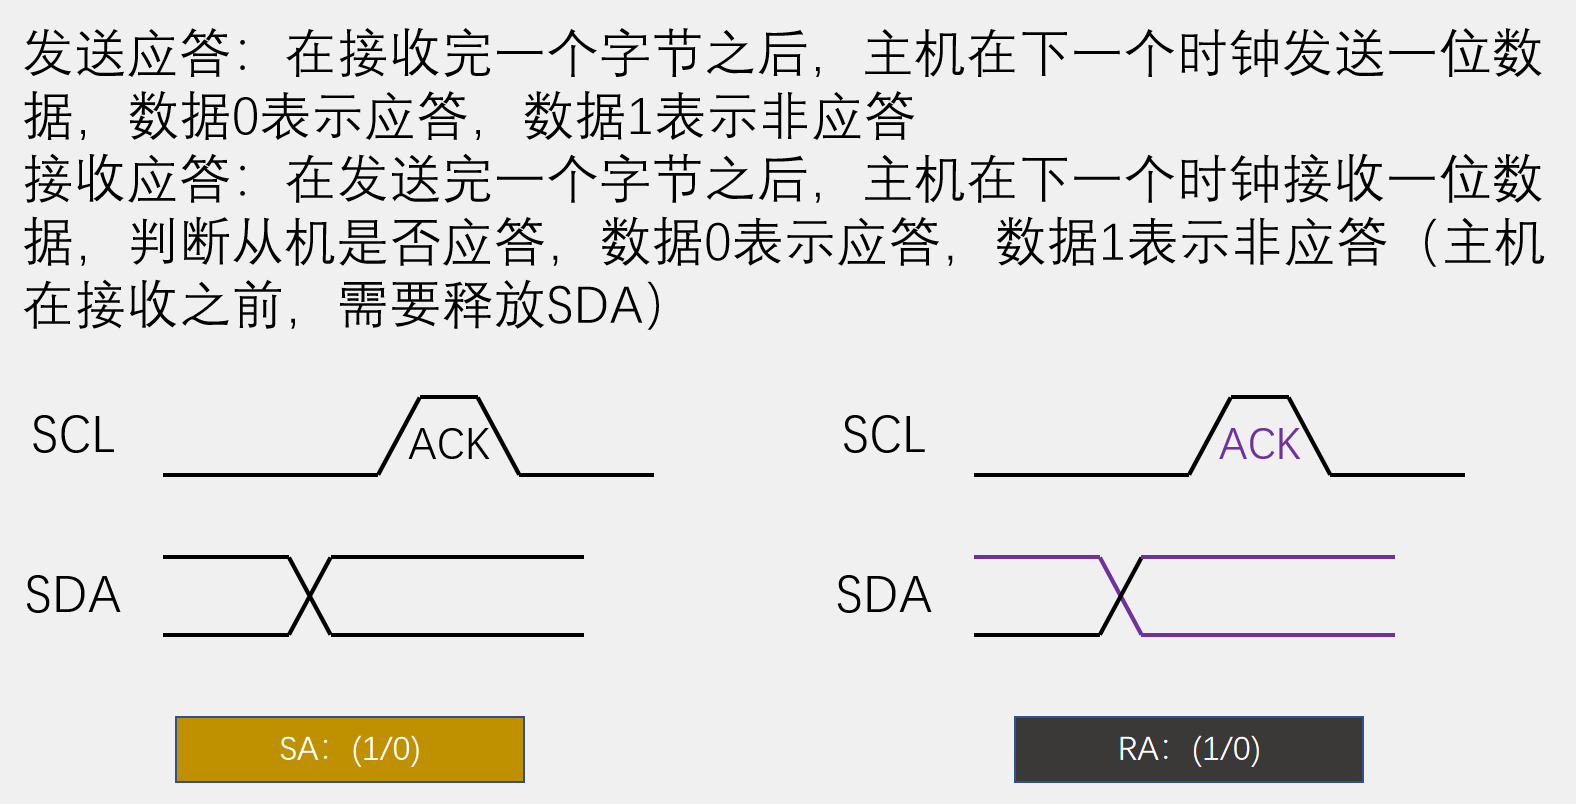 发送应答：在接收完一个字节之后，主机在下一个时钟发送一位数
据，数据0表示应答，数据1表示非应答
接收应答：在发送完一个字节之后，主机在下一个时钟接收一位数
据，判断从机是否应答，数据0表示应答，数据1表示非应答（主机
在接收之前，需要释放SDA）
SCL
ACK
SCL
ACK
SDA
SDA
SA：(1/0)
RA：(1/0)